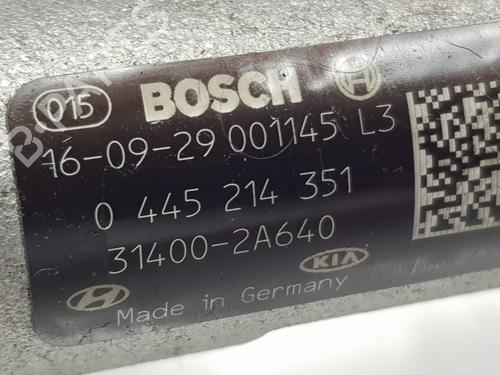 015 BOSCH
16-09-29 001145 L3
0 445 214 351
31400-2A640
KIA
Made in Germany